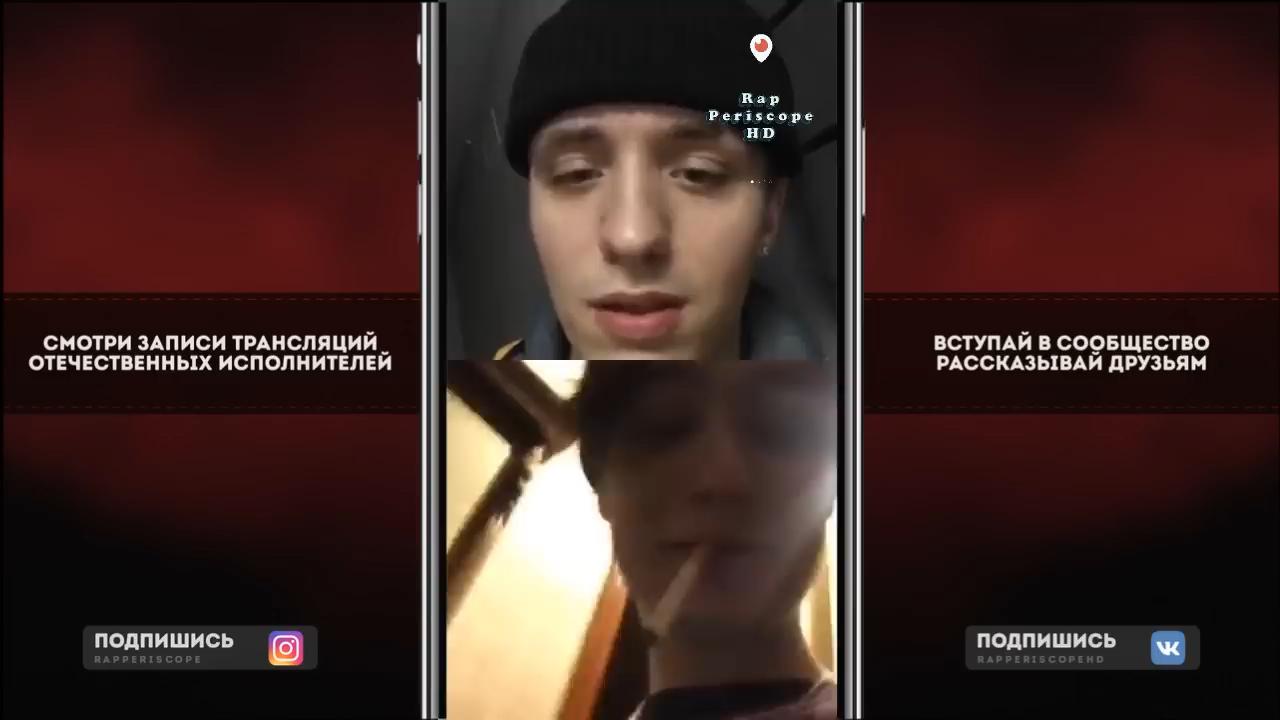 Rap
Periscope
HD
СМОТРИ ЗАПИСИ ТРАНСЛЯЦИЙ
ОТЕЧЕСТВЕННЫХ ИСПОЛНИТЕЛЕЙ
ВСТУПАЙ В СООБЩЕСТВО
РАССКАЗЫВАЙ ДРУЗЬЯМ
ПОДПИШИСЬ
RAPPERISCOPE
ПОДПИШИСЬ
RAPPERISCOPEHD